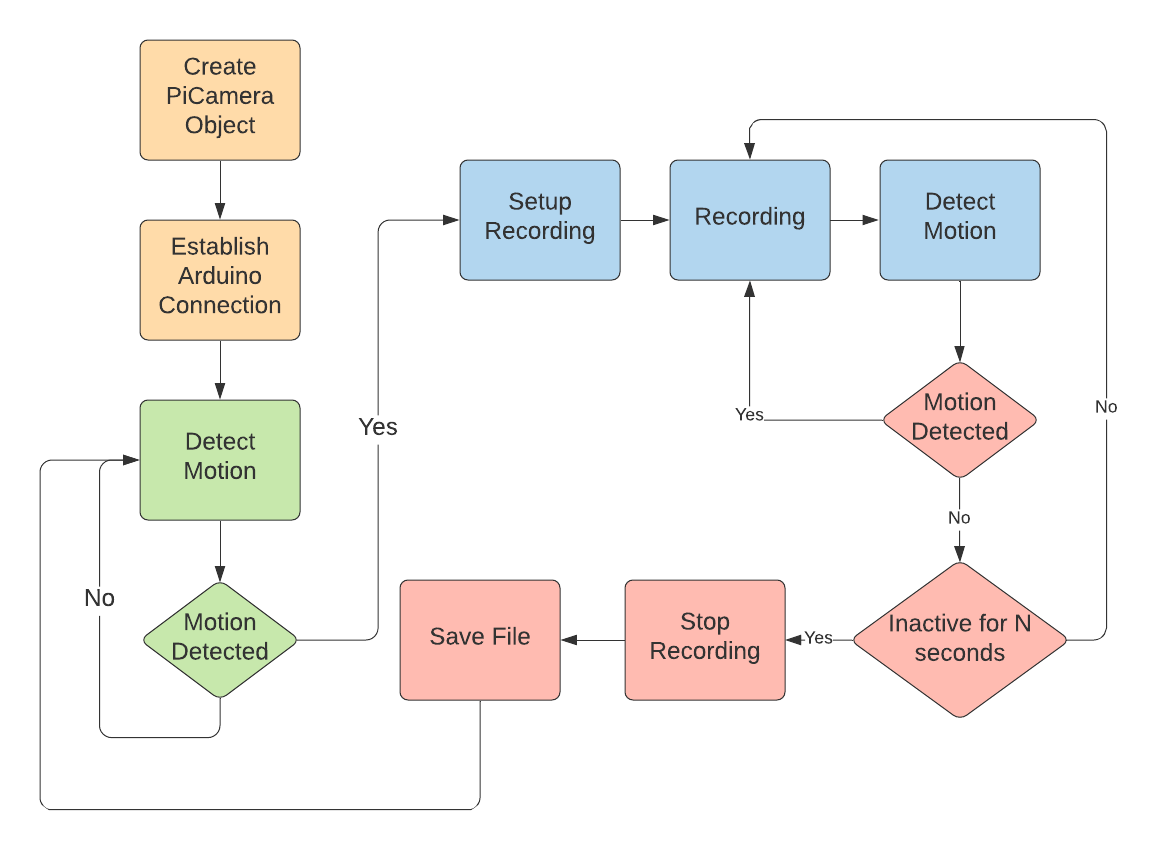 Create
PiCamera
Object
Establish
Arduino
Connection
Detect
Motion
Motion
Detected
No
Yes
Setup
Recording
Recording
Detect
Motion
Motion
Detected
Yes
No
Inactive for N
seconds
No
Yes
Stop
Recording
Save File